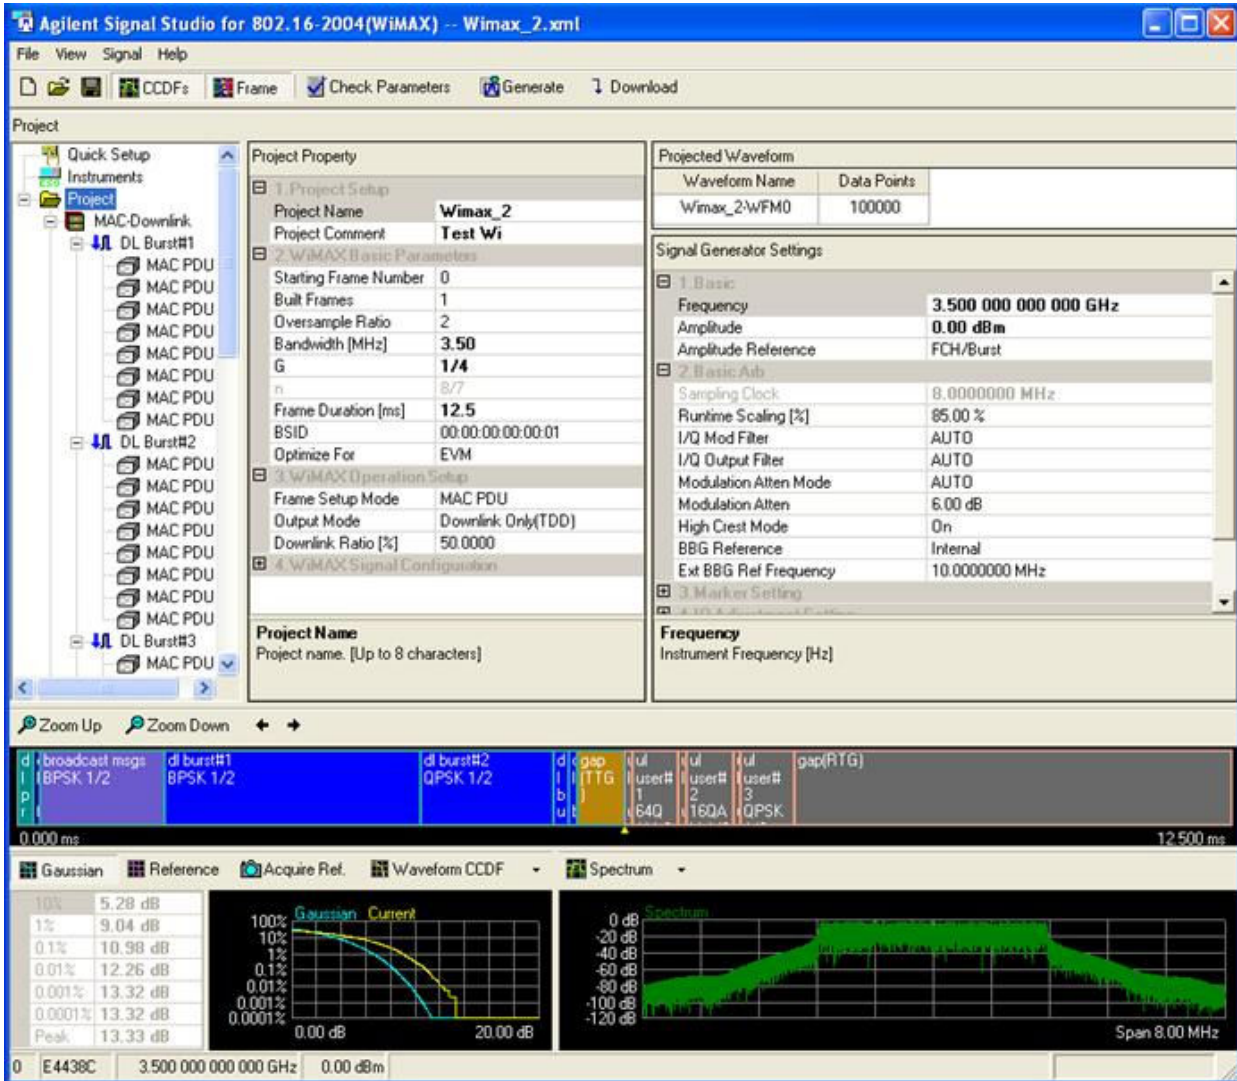 Agilent Signal Studio for 802.16-2004(WiMAX) -- Wimax_2.xml
File View Signal Help
CCDFs Frame Check Parameters Generate Download
Project
Quick Setup
Instruments
Project
MAC-Downlink
DL Burst#1
MAC PDU
MAC PDU
MAC PDU
MAC PDU
MAC PDU
MAC PDU
MAC PDU
MAC PDU
DL Burst#2
MAC PDU
MAC PDU
MAC PDU
MAC PDU
MAC PDU
MAC PDU
MAC PDU
MAC PDU
DL Burst#3
MAC PDU
Project Property
1.Project Setup
Project Name Wimax_2
Project Comment Test Wi
2.WiMAX Basic Parameters
Starting Frame Number 0
Built Frames 1
Oversample Ratio 2
Bandwidth [MHz] 3.50
G 1/4
n 8/7
Frame Duration [ms] 12.5
BSID 00:00:00:00:00:01
Optimize For EVM
3.WiMAX Operation Setup
Frame Setup Mode MAC PDU
Output Mode Downlink Only(TDD)
Downlink Ratio [%] 50.0000
4.WiMAX Signal Configuration
Project Name
Project name. [Up to 8 characters]
Projected Waveform
Waveform Name Data Points
Wimax_2-WFM0 100000
Signal Generator Settings
1.Basic
Frequency 3.500 000 000 000 GHz
Amplitude 0.00 dBm
Amplitude Reference FCH/Burst
2.Basic Arb
Sampling Clock 8.0000000 MHz
Runtime Scaling [%] 85.00 %
I/Q Mod Filter AUTO
I/Q Output Filter AUTO
Modulation Atten Mode AUTO
Modulation Atten 6.00 dB
High Crest Mode On
BBG Reference Internal
Ext BBG Ref Frequency 10.0000000 MHz
3.Marker Setting
Frequency
Instrument Frequency [Hz]
Zoom Up Zoom Down
broadcast msgs dl burst#1 dl burst#2 gap ul ul ul gap(RTG)
BPSK 1/2 BPSK 1/2 QPSK 1/2 (TTG user# user# user#
) 1 2 3
64Q 16QA QPSK
0.000 ms 12.500 ms
Gaussian Reference Acquire Ref. Waveform CCDF Spectrum
10% 5.28 dB
1% 9.04 dB
0.1% 10.98 dB
0.01% 12.26 dB
0.001% 13.32 dB
0.0001% 13.32 dB
Peak 13.33 dB
Gaussian Current
100%
10%
1%
0.1%
0.01%
0.001%
0.0001%
0.00 dB 20.00 dB
Spectrum
0 dB
-20 dB
-40 dB
-60 dB
-80 dB
-100 dB
-120 dB
Span 8.00 MHz
0 E4438C 3.500 000 000 000 GHz 0.00 dBm